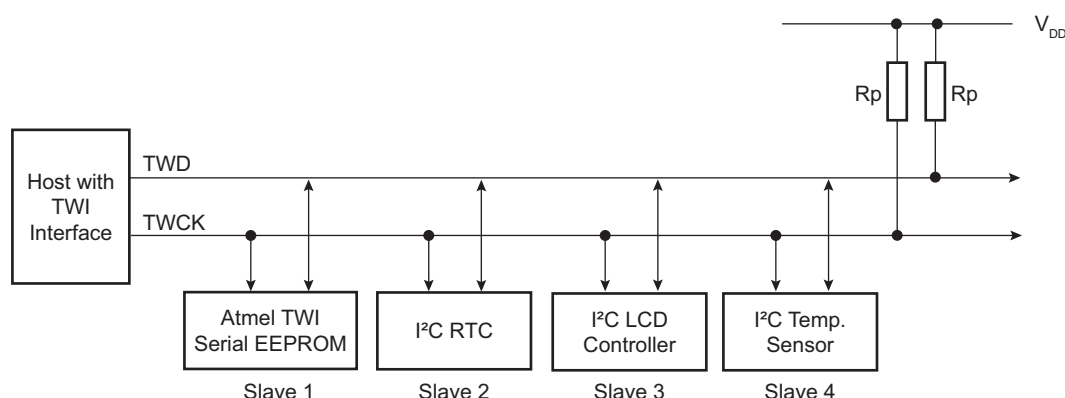 V_DD
Rp
Rp
Host with
TWI
Interface
TWD
TWCK
Atmel TWI
Serial EEPROM
I²C RTC
I²C LCD
Controller
I²C Temp.
Sensor
Slave 1
Slave 2
Slave 3
Slave 4